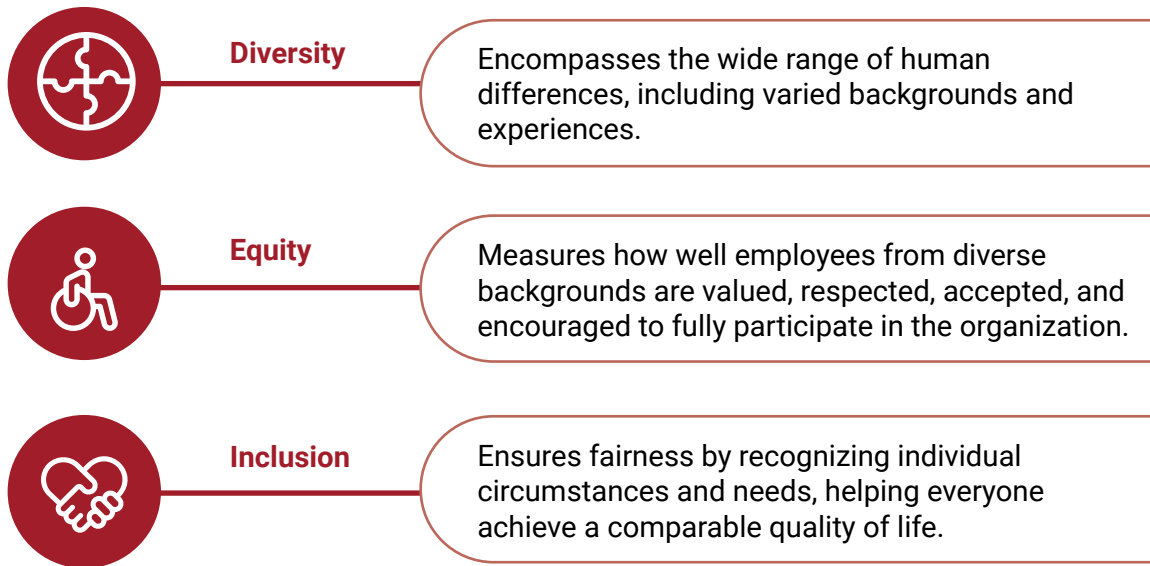 Diversity
Encompasses the wide range of human
differences, including varied backgrounds and
experiences.
Equity
Measures how well employees from diverse
backgrounds are valued, respected, accepted, and
encouraged to fully participate in the organization.
Inclusion
Ensures fairness by recognizing individual
circumstances and needs, helping everyone
achieve a comparable quality of life.